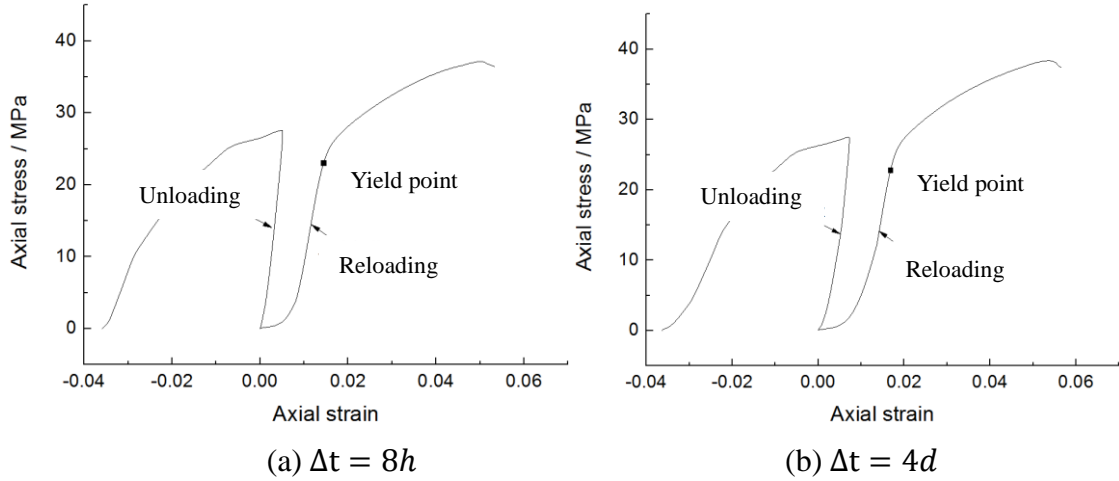 40
30
20
10
0
Axial stress / MPa
Unloading
Yield point
Reloading
-0.04 -0.02 0.00 0.02 0.04 0.06
Axial strain
(a) Δt = 8h
40
30
20
10
0
Axial stress / MPa
Unloading
Yield point
Reloading
-0.04 -0.02 0.00 0.02 0.04 0.06
Axial strain
(b) Δt = 4d